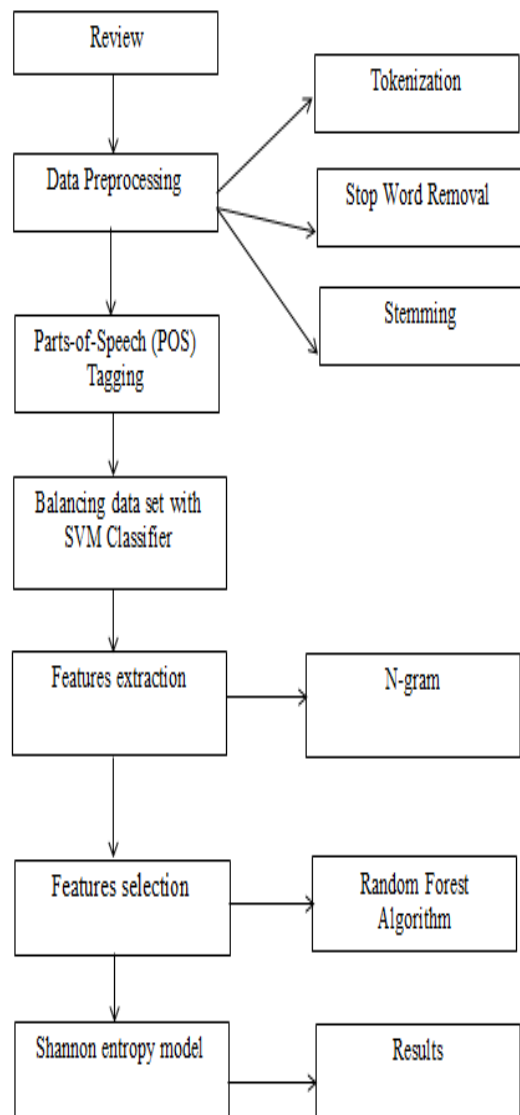 Review
Tokenization
Data Preprocessing
Stop Word Removal
Stemming
Parts-of-Speech (POS)
Tagging
Balancing data set with
SVM Classifier
Features extraction
N-gram
Features selection
Random Forest
Algorithm
Shannon entropy model
Results